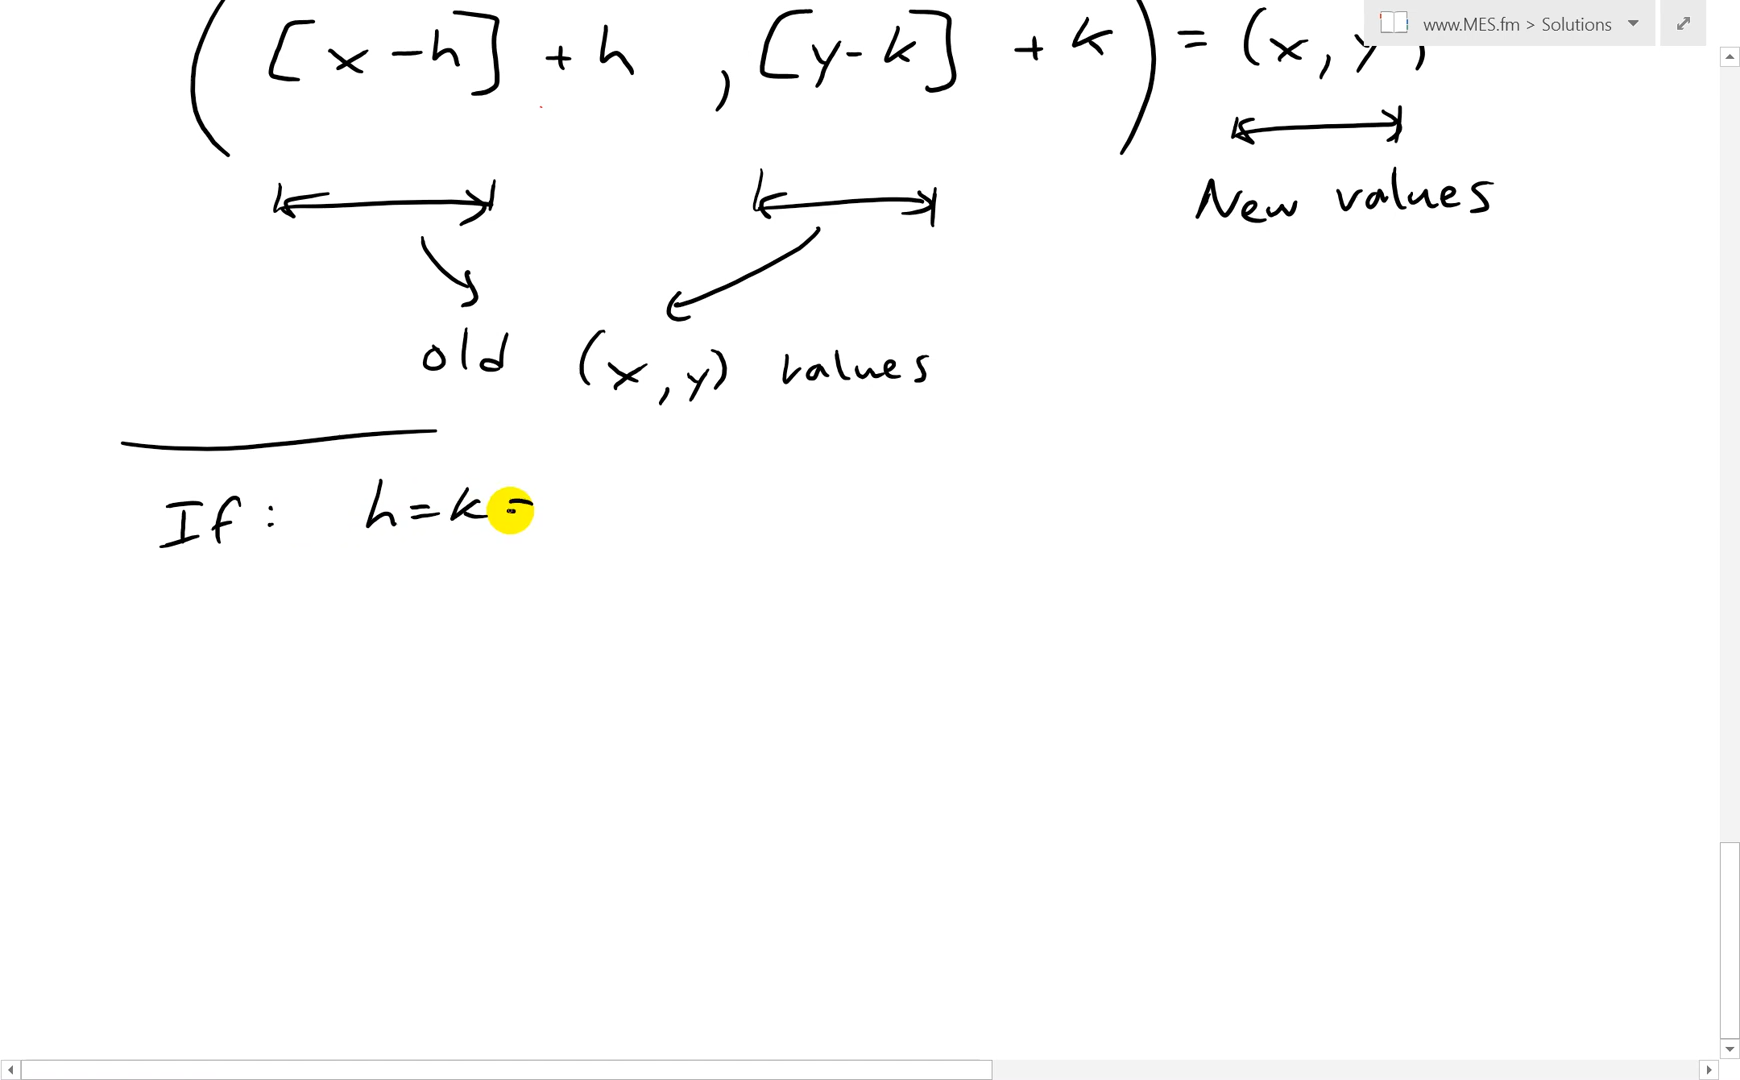 www.MES.fm > Solutions
([x-h] + h , [y-k] + k) = (x, y)
New values
old (x, y) values
If : h=k=